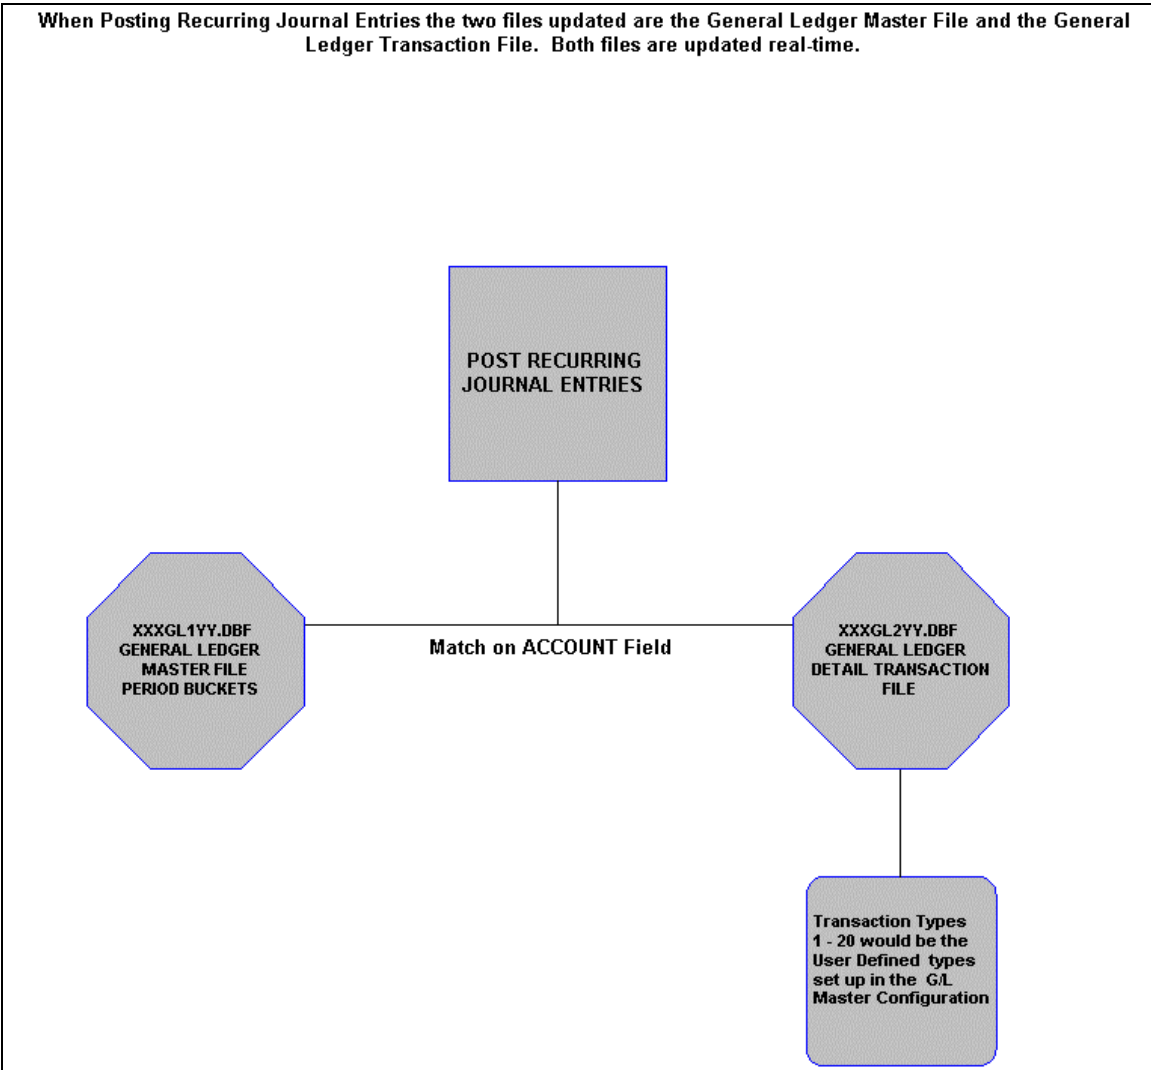 When Posting Recurring Journal Entries the two files updated are the General Ledger Master File and the General
Ledger Transaction File.  Both files are updated real-time.
POST RECURRING
JOURNAL ENTRIES
XXXGL1YY.DBF
GENERAL LEDGER
MASTER FILE
PERIOD BUCKETS
Match on ACCOUNT Field
XXXGL2YY.DBF
GENERAL LEDGER
DETAIL TRANSACTION
FILE
Transaction Types
1 - 20 would be the
User Defined types
set up in the G/L
Master Configuration